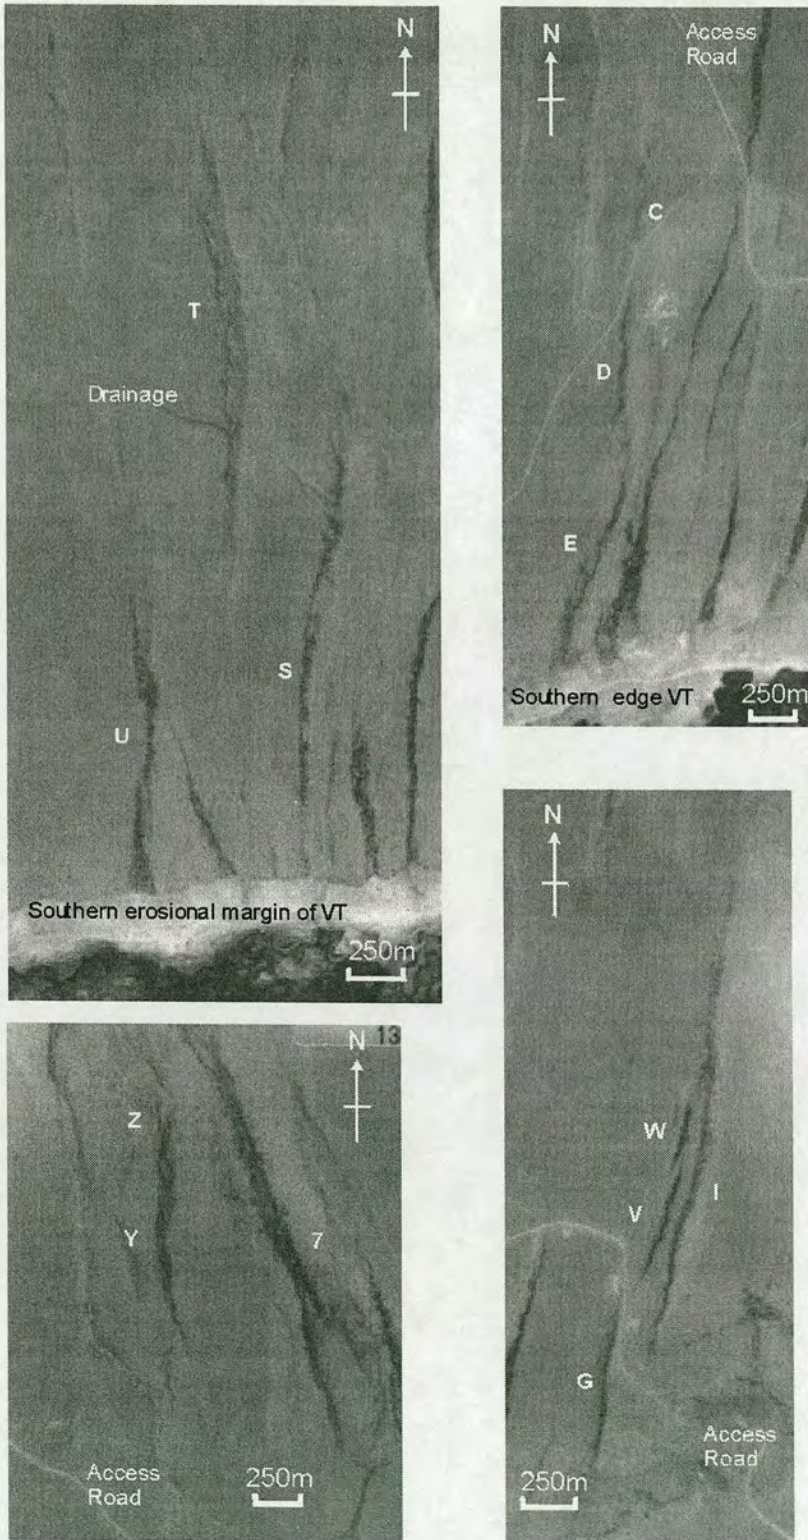 N
T
Drainage
S
U
Southern erosional margin of VT
250m
N
Access
Road
C
D
E
Southern edge VT
250m
13
N
Z
Y
7
Access
Road
250m
N
W
V
I
G
Access
Road
250m